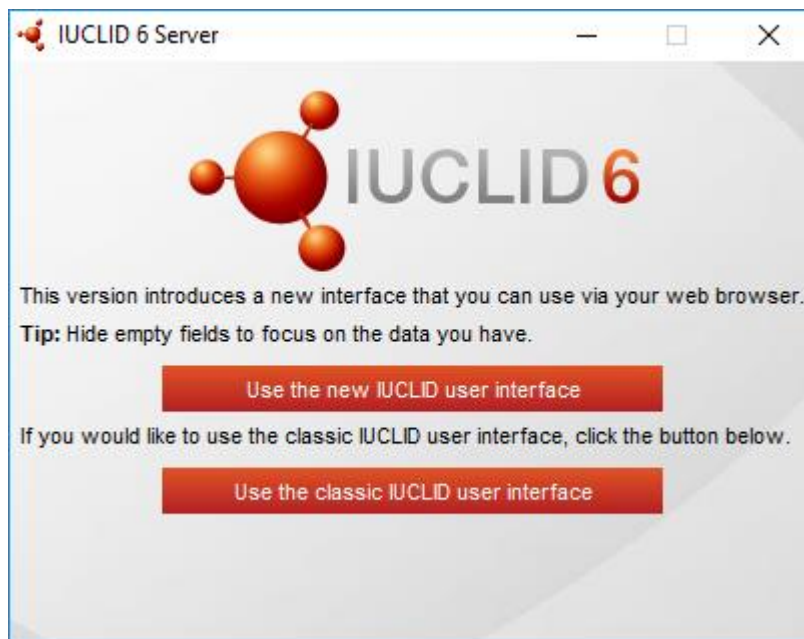 IUCLID 6 Server
IUCLID 6
This version introduces a new interface that you can use via your web browser.
Tip: Hide empty fields to focus on the data you have.
Use the new IUCLID user interface
If you would like to use the classic IUCLID user interface, click the button below.
Use the classic IUCLID user interface